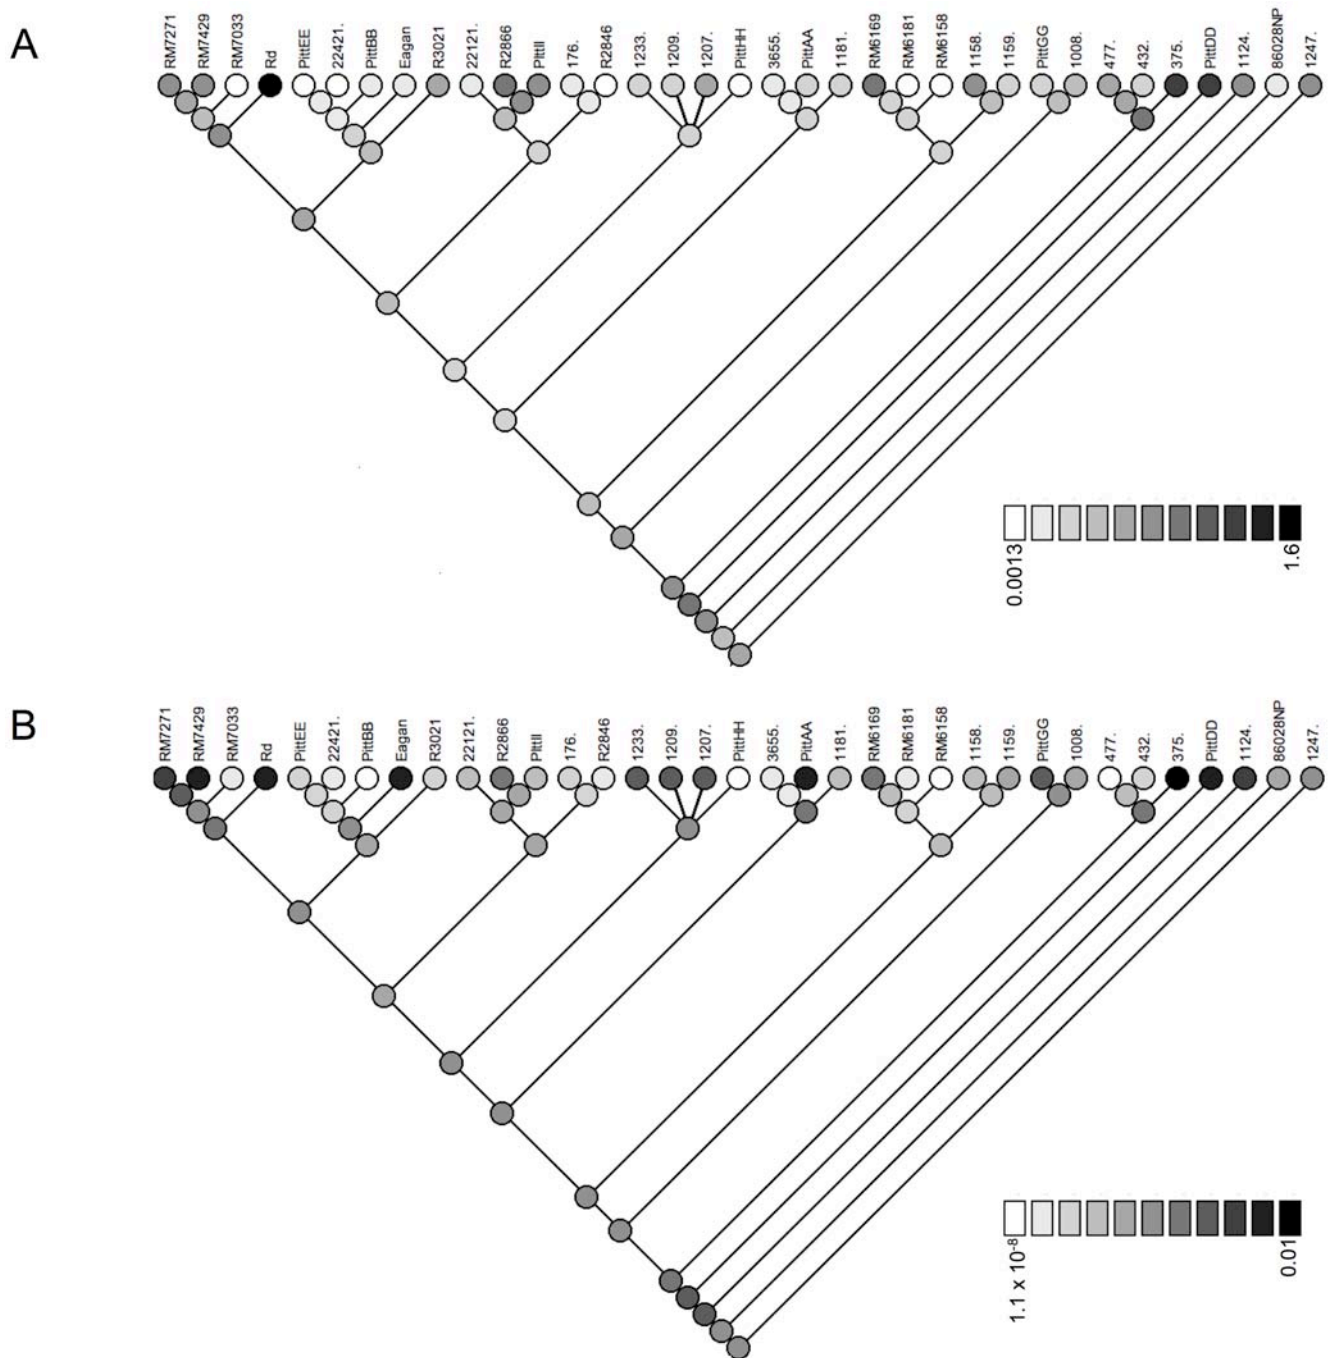 A
RM7271
RM7429
RM7033
Rd
PittEE
22421.
PittBB
Eagan
R3021
22121.
R2866
PittII
176.
R2846
1233.
1209.
1207.
PittHH
3655.
PittAA
1181.
RM6169
RM6181
RM6158
1158.
1159.
PittGG
1008.
477.
432.
375.
PittDD
1124.
86028NP
1247.
0.0013
1.6
B
RM7271
RM7429
RM7033
Rd
PittEE
22421.
PittBB
Eagan
R3021
22121.
R2866
PittII
176.
R2846
1233.
1209.
1207.
PittHH
3655.
PittAA
1181.
RM6169
RM6181
RM6158
1158.
1159.
PittGG
1008.
477.
432.
375.
PittDD
1124.
86028NP
1247.
1.1 x 10⁻⁸
0.01